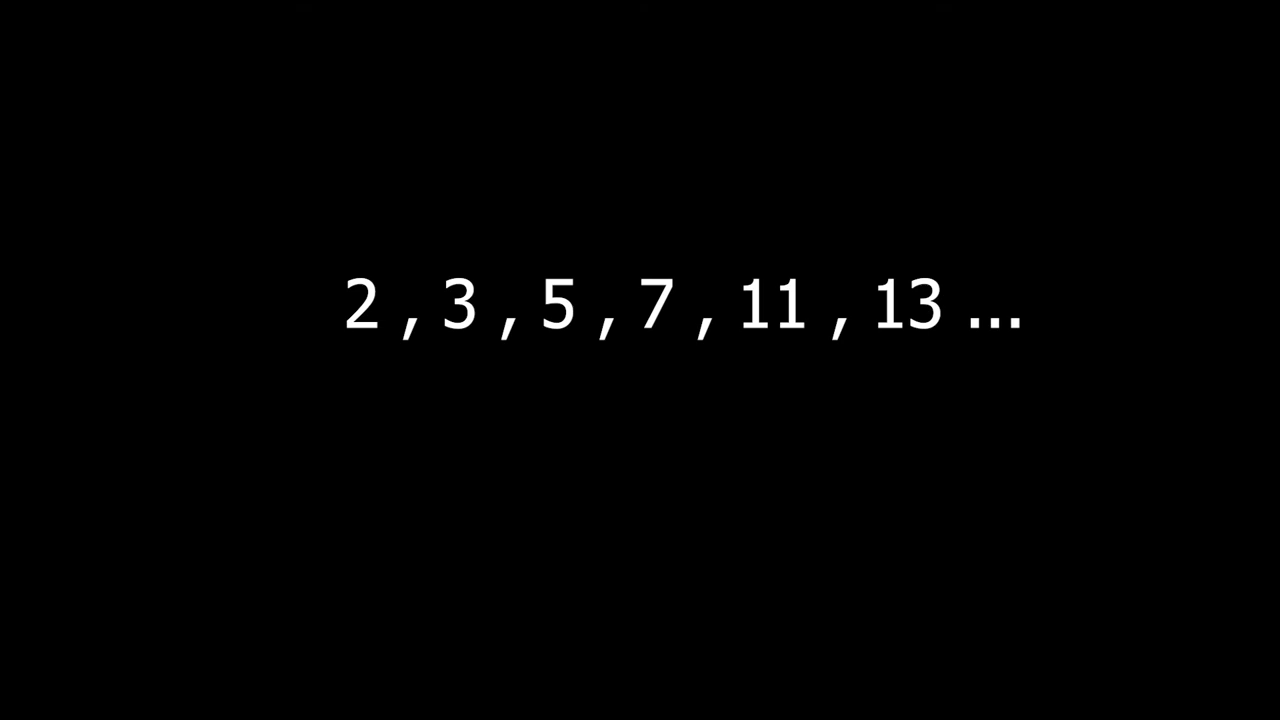 2 , 3 , 5 , 7 , 11 , 13 ...